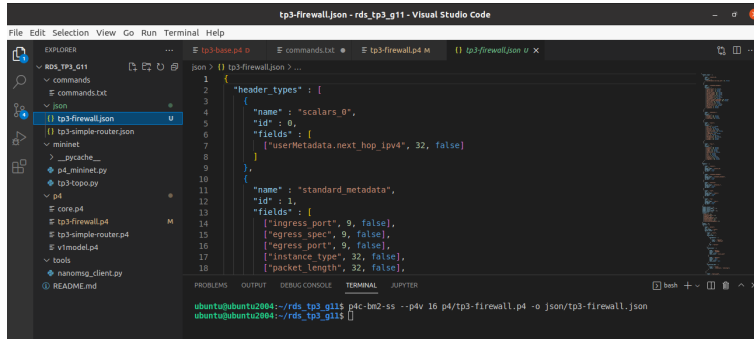 tp3-firewall.json - rds_tp3_g11 - Visual Studio Code
File Edit Selection View Go Run Terminal Help
EXPLORER
RDS_TP3_G11
commands
commands.txt
json
tp3-firewall.json U
tp3-simple-router.json
mininet
__pycache__
p4_mininet.py
tp3-topo.py
p4
core.p4
tp3-firewall.p4 M
tp3-simple-router.p4
v1model.p4
tools
nanomsg_client.py
README.md
tp3-base.p4 D commands.txt tp3-firewall.p4 M {} tp3-firewall.json U
json > {} tp3-firewall.json > ...
1 {
2 "header_types" : [
3 {
4 "name" : "scalars_0",
5 "id" : 0,
6 "fields" : [
7 ["userMetadata.next_hop_ipv4", 32, false]
8 ]
9 },
10 {
11 "name" : "standard_metadata",
12 "id" : 1,
13 "fields" : [
14 ["ingress_port", 9, false],
15 ["egress_spec", 9, false],
16 ["egress_port", 9, false],
17 ["instance_type", 32, false],
18 ["packet_length", 32, false],
PROBLEMS OUTPUT DEBUG CONSOLE TERMINAL JUPYTER bash
ubuntu@ubuntu2004:~/rds_tp3_g11$ p4c-bm2-ss --p4v 16 p4/tp3-firewall.p4 -o json/tp3-firewall.json
ubuntu@ubuntu2004:~/rds_tp3_g11$